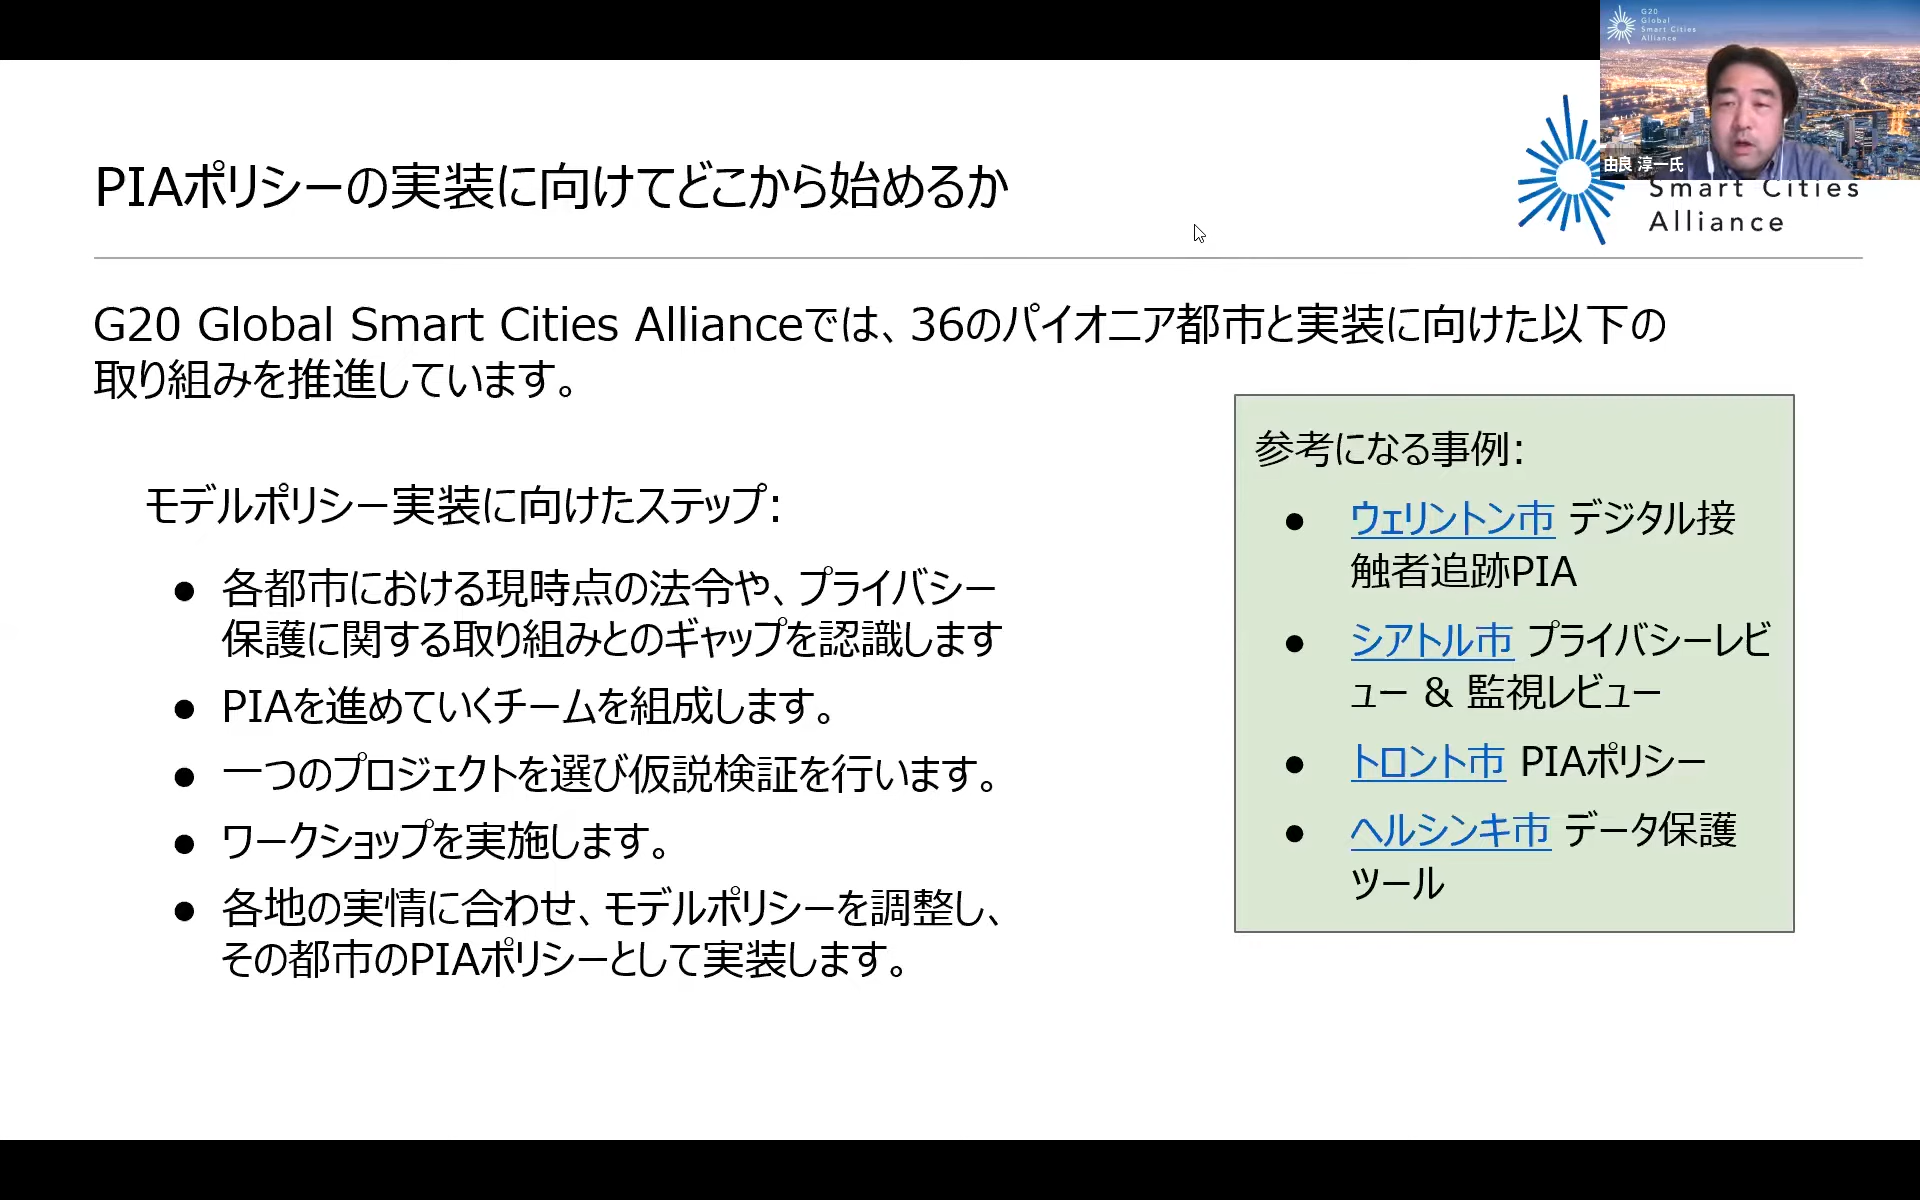 G20
Global
Smart Cities
Alliance
由良 淳一氏
Smart Cities
Alliance
PIAポリシーの実装に向けてどこから始めるか
G20 Global Smart Cities Allianceでは、36のパイオニア都市と実装に向けた以下の
取り組みを推進しています。
モデルポリシー実装に向けたステップ:
● 各都市における現時点の法令や、プライバシー
保護に関する取り組みとのギャップを認識します
● PIAを進めていくチームを組成します。
● 一つのプロジェクトを選び仮説検証を行います。
● ワークショップを実施します。
● 各地の実情に合わせ、モデルポリシーを調整し、
その都市のPIAポリシーとして実装します。
参考になる事例:
● ウェリントン市 デジタル接
触者追跡PIA
● シアトル市 プライバシーレビ
ュー & 監視レビュー
● トロント市 PIAポリシー
● ヘルシンキ市 データ保護
ツール